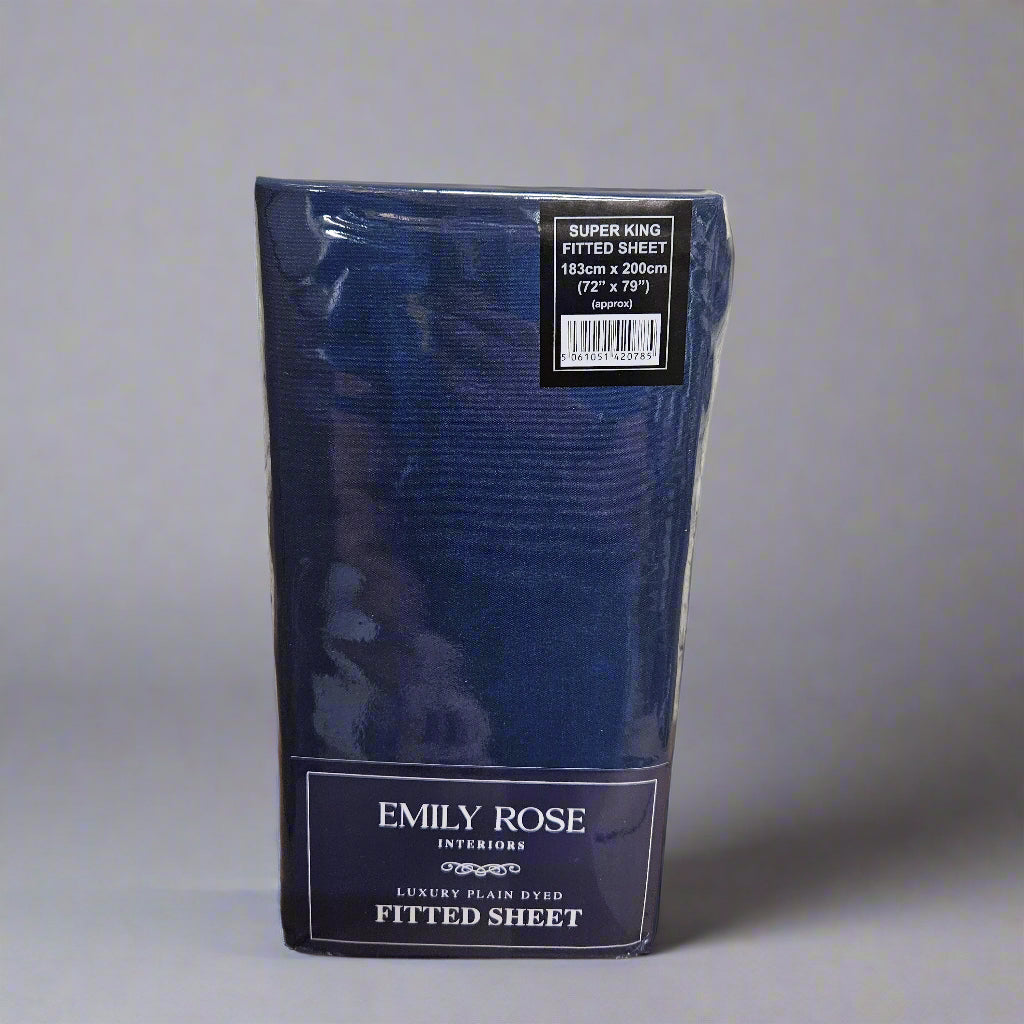 SUPER KING
FITTED SHEET
183cm x 200cm
(72” x 79”)
(approx)
5 061051 420785
EMILY ROSE
INTERIORS
LUXURY PLAIN DYED
FITTED SHEET